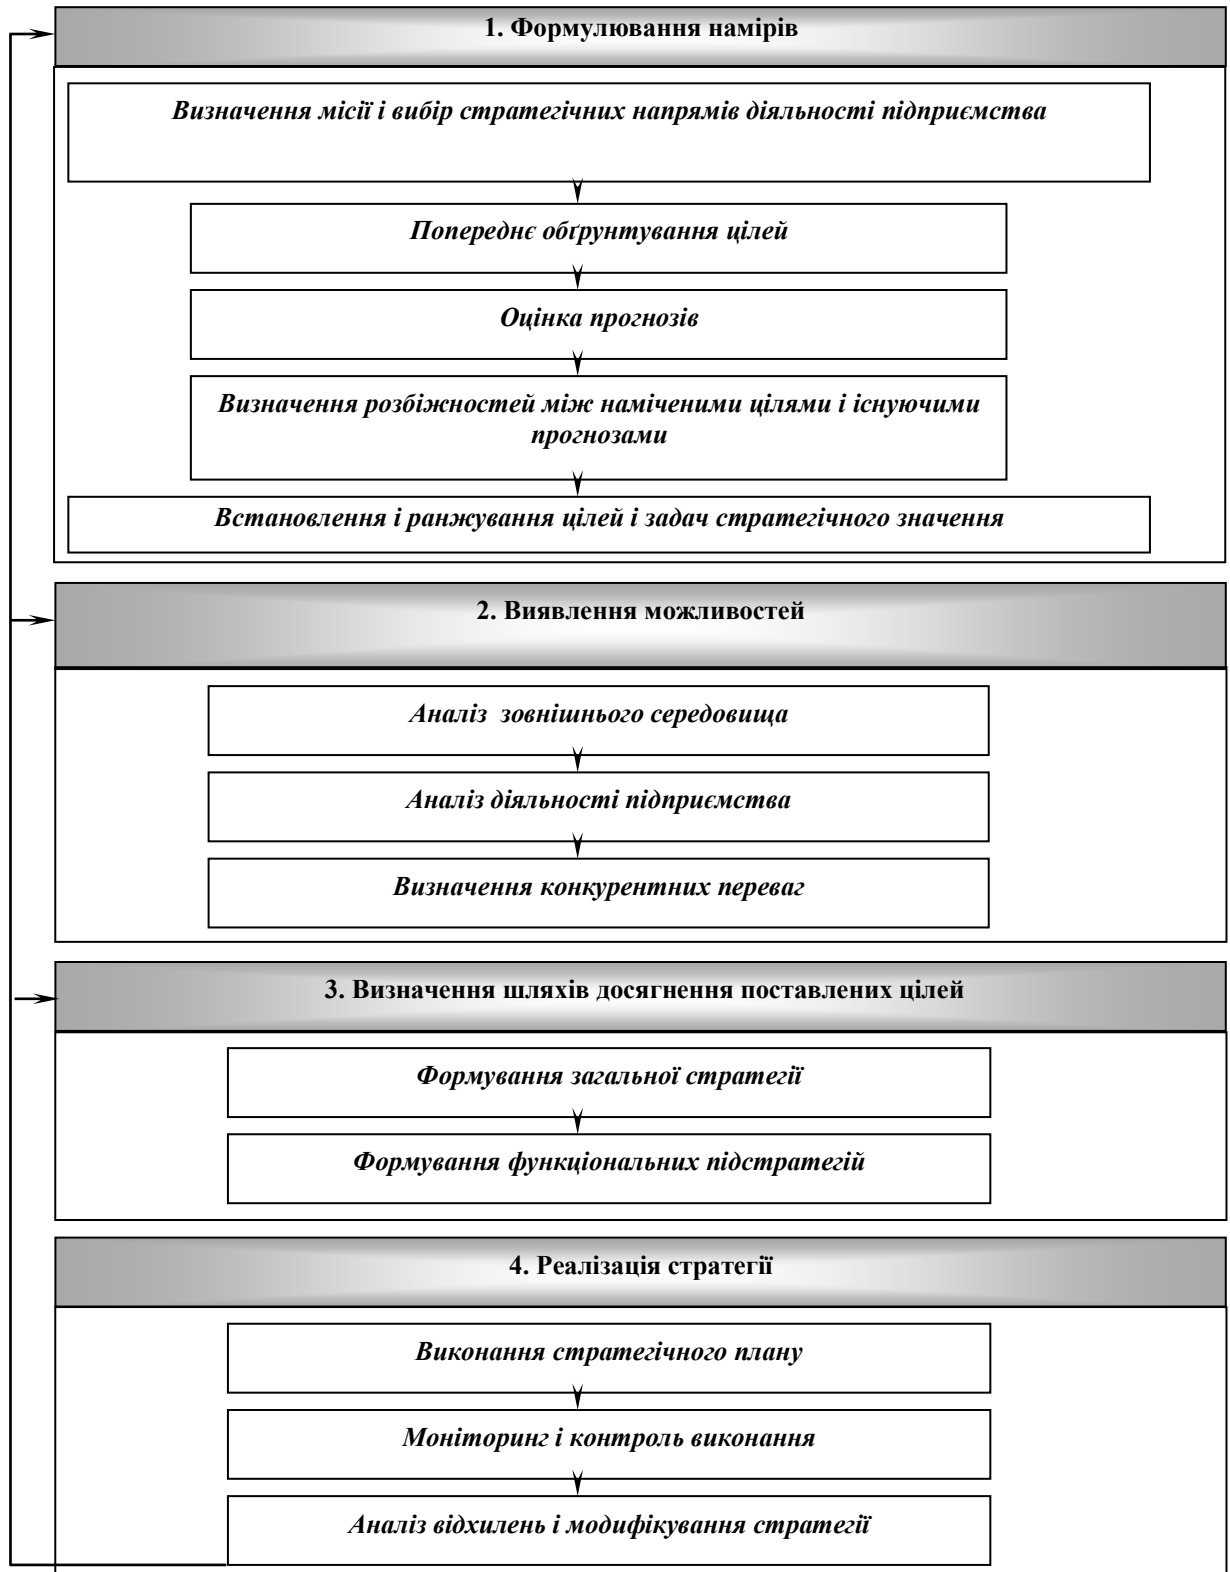 1. Формулювання намірів
Визначення місії і вибір стратегічних напрямів діяльності підприємства
Попереднє обґрунтування цілей
Оцінка прогнозів
Визначення розбіжностей між наміченими цілями і існуючими
прогнозами
Встановлення і ранжування цілей і задач стратегічного значення
2. Виявлення можливостей
Аналіз зовнішнього середовища
Аналіз діяльності підприємства
Визначення конкурентних переваг
3. Визначення шляхів досягнення поставлених цілей
Формування загальної стратегії
Формування функціональних підстратегій
4. Реалізація стратегії
Виконання стратегічного плану
Моніторинг і контроль виконання
Аналіз відхилень і модифікування стратегії